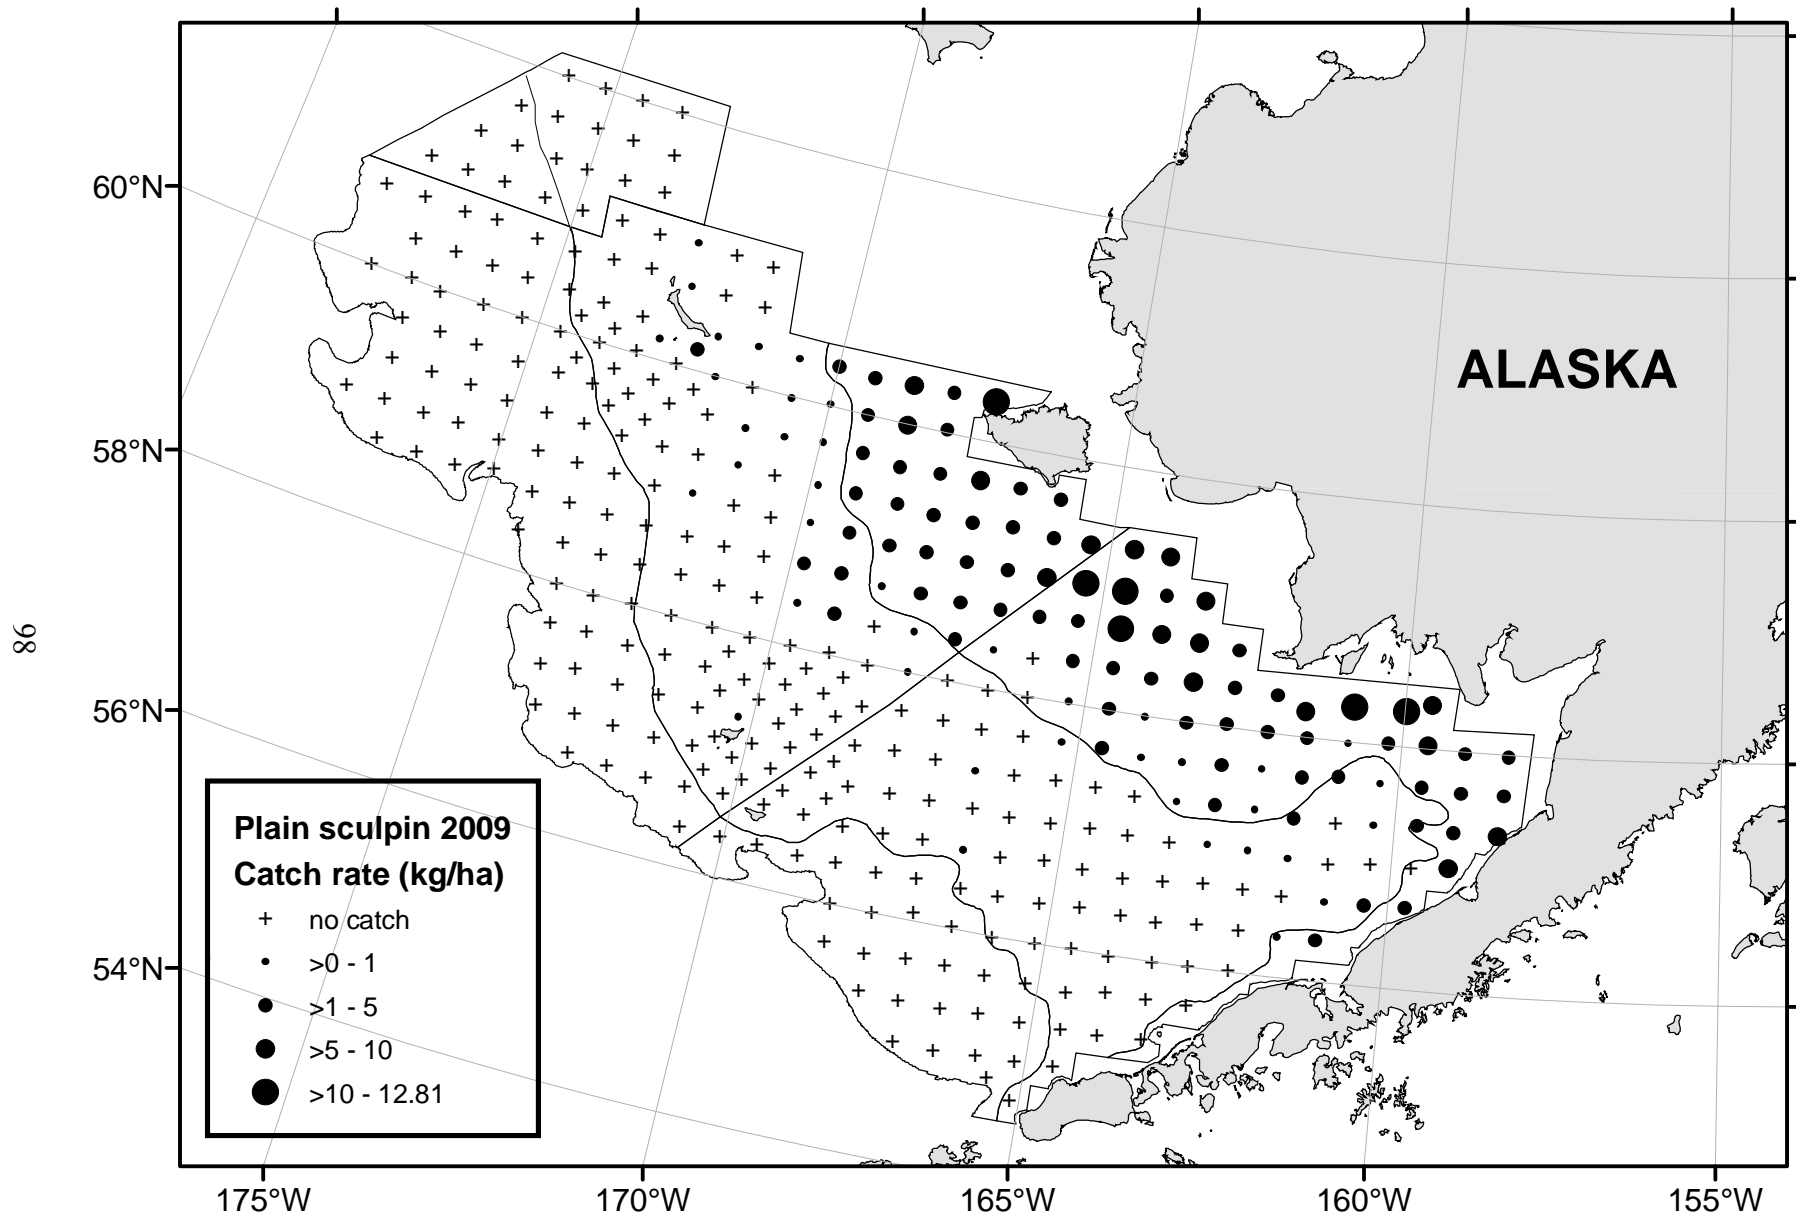 60°N
58°N
56°N
54°N
ALASKA
Plain sculpin 2009
Catch rate (kg/ha)
no catch
>0 - 1
>1 - 5
>5 - 10
>10 - 12.81
175°W
170°W
165°W
160°W
155°W
86